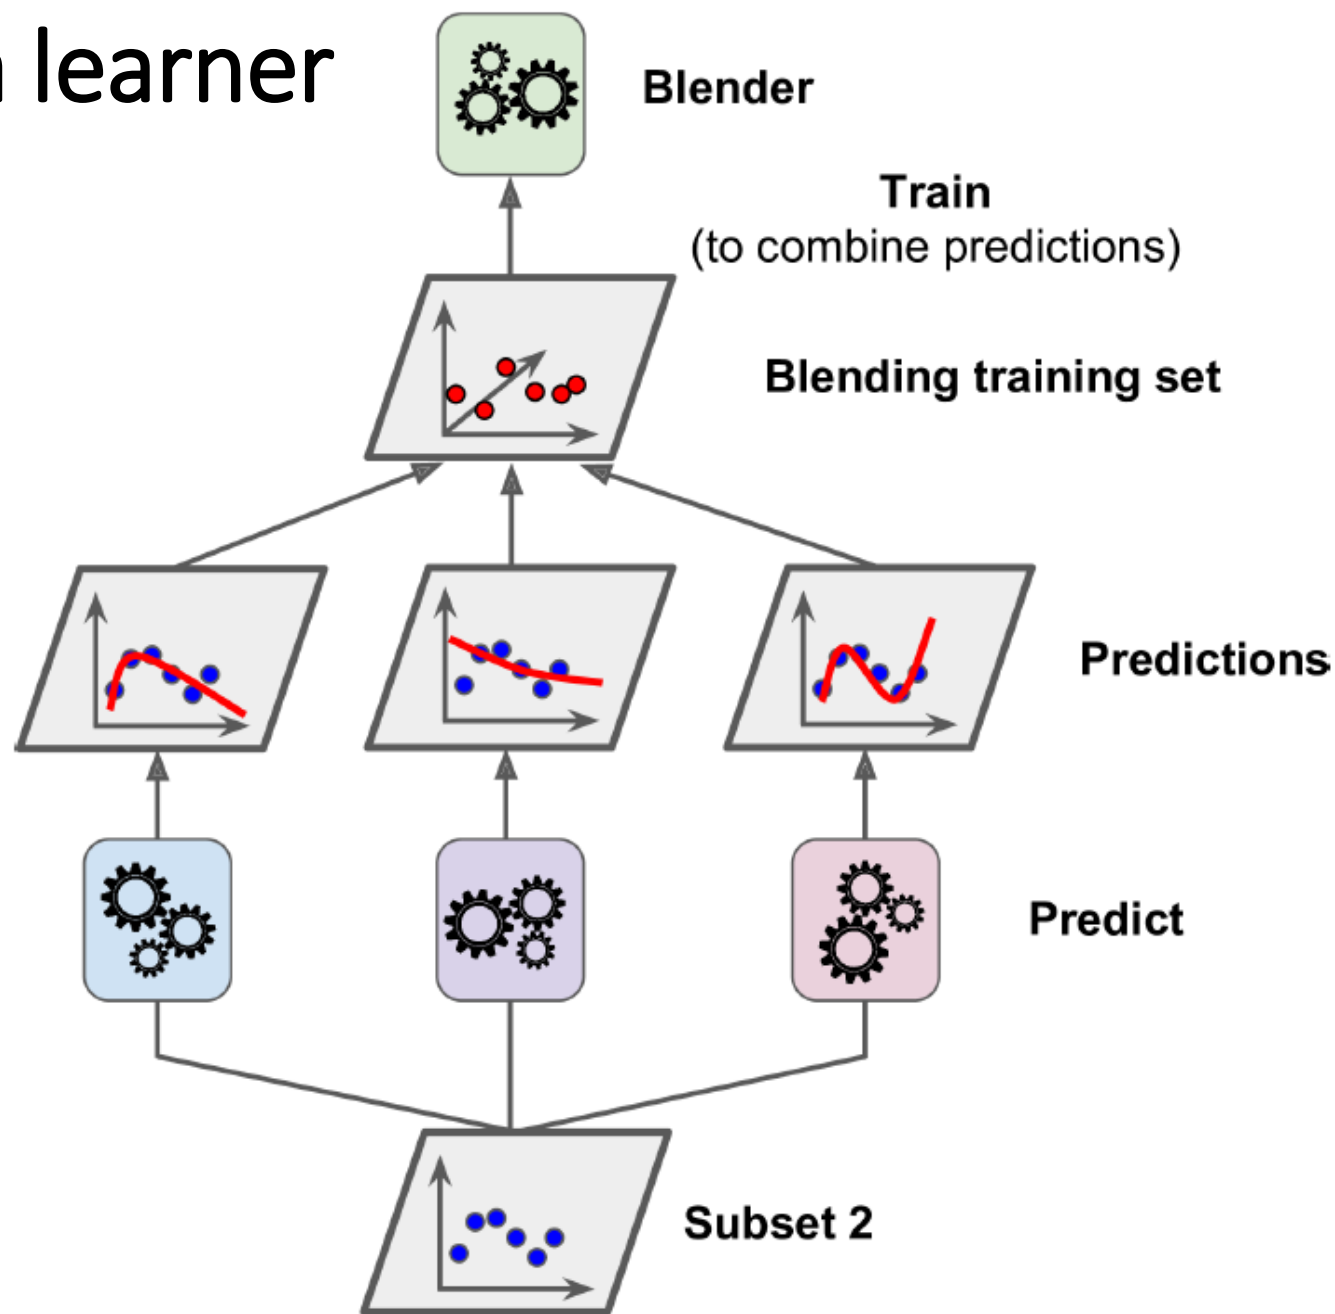 learner
Blender
Train
(to combine predictions)
Blending training set
Predictions
Predict
Subset 2